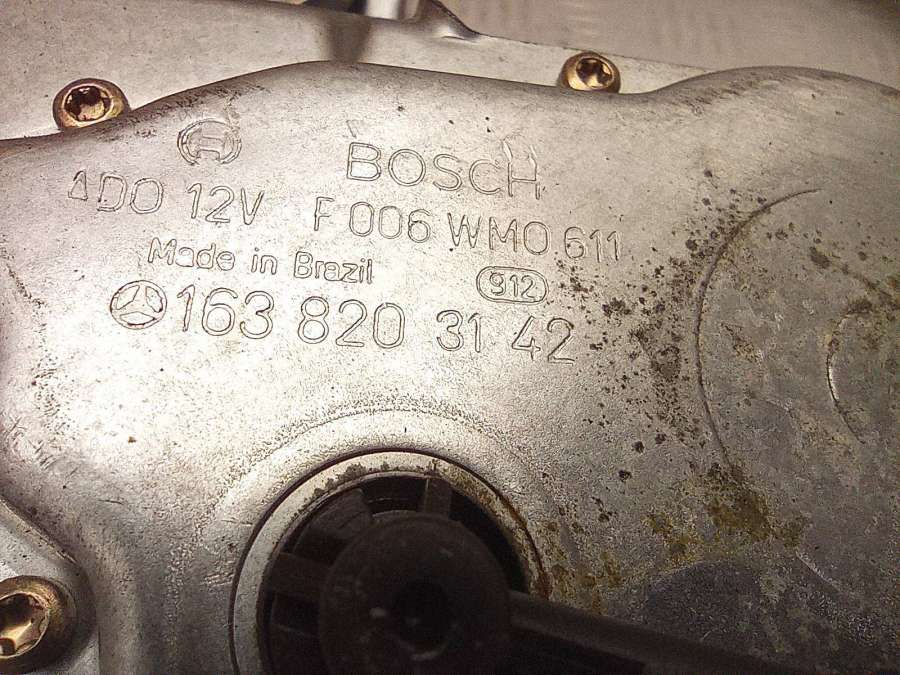 BOSCH
ADO 12V F 006 WM0 611
Made in Brazil 912
163 820 31 42